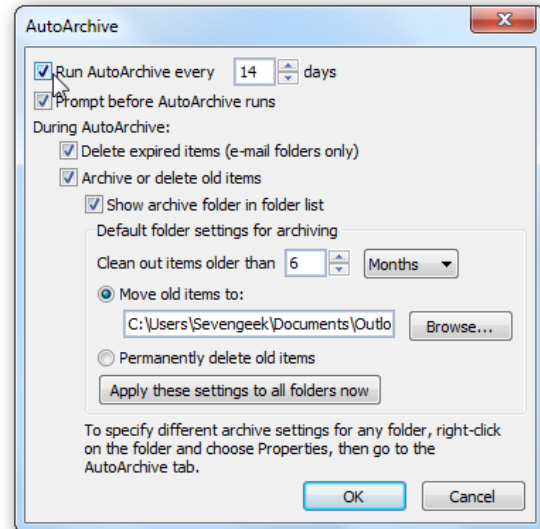 AutoArchive
Run AutoArchive every 14 days
Prompt before AutoArchive runs
During AutoArchive:
Delete expired items (e-mail folders only)
Archive or delete old items
Show archive folder in folder list
Default folder settings for archiving
Clean out items older than 6 Months
Move old items to:
C:\Users\Sevengeek\Documents\Outlo Browse...
Permanently delete old items
Apply these settings to all folders now
To specify different archive settings for any folder, right-click
on the folder and choose Properties, then go to the
AutoArchive tab.
OK Cancel